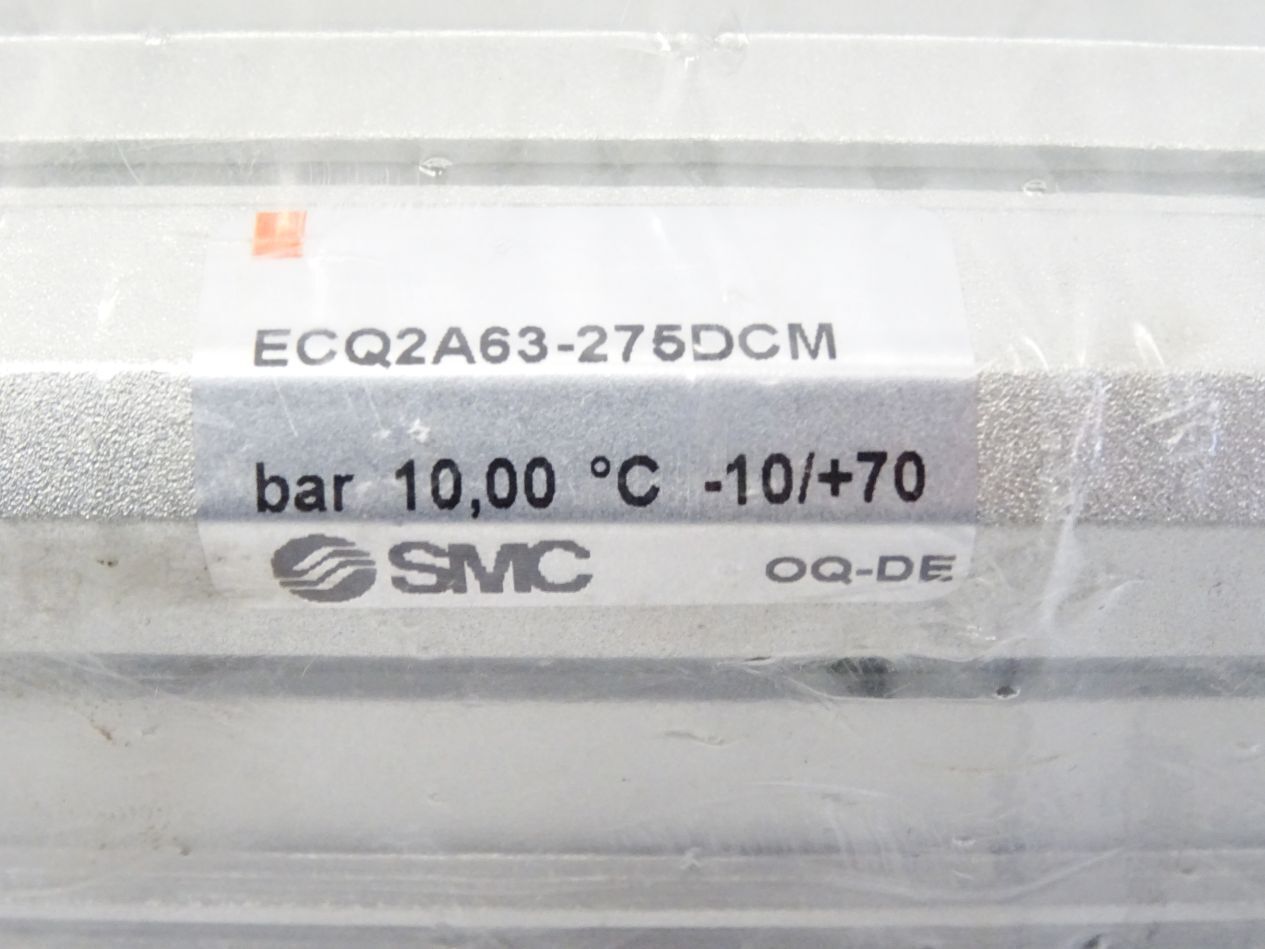 ECQ2A63-275DCM
bar 10,00 °C -10/+70
SMC OQ-DE